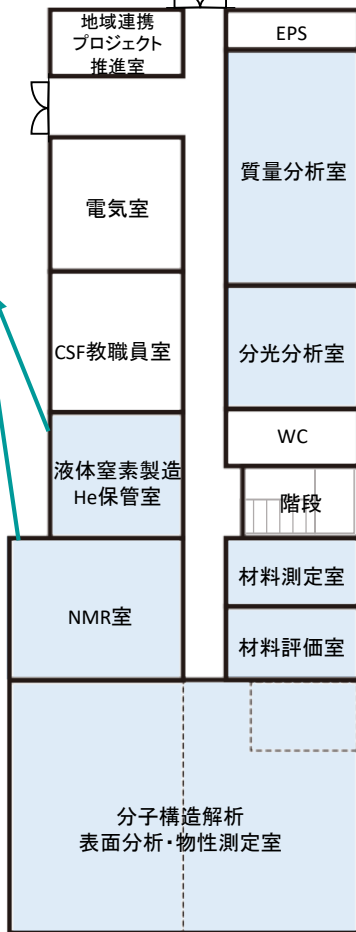 地域連携
プロジェクト
推進室
EPS
質量分析室
電気室
CSF教職員室
分光分析室
WC
液体窒素製造
He保管室
階段
材料測定室
NMR室
材料評価室
分子構造解析
表面分析・物性測定室